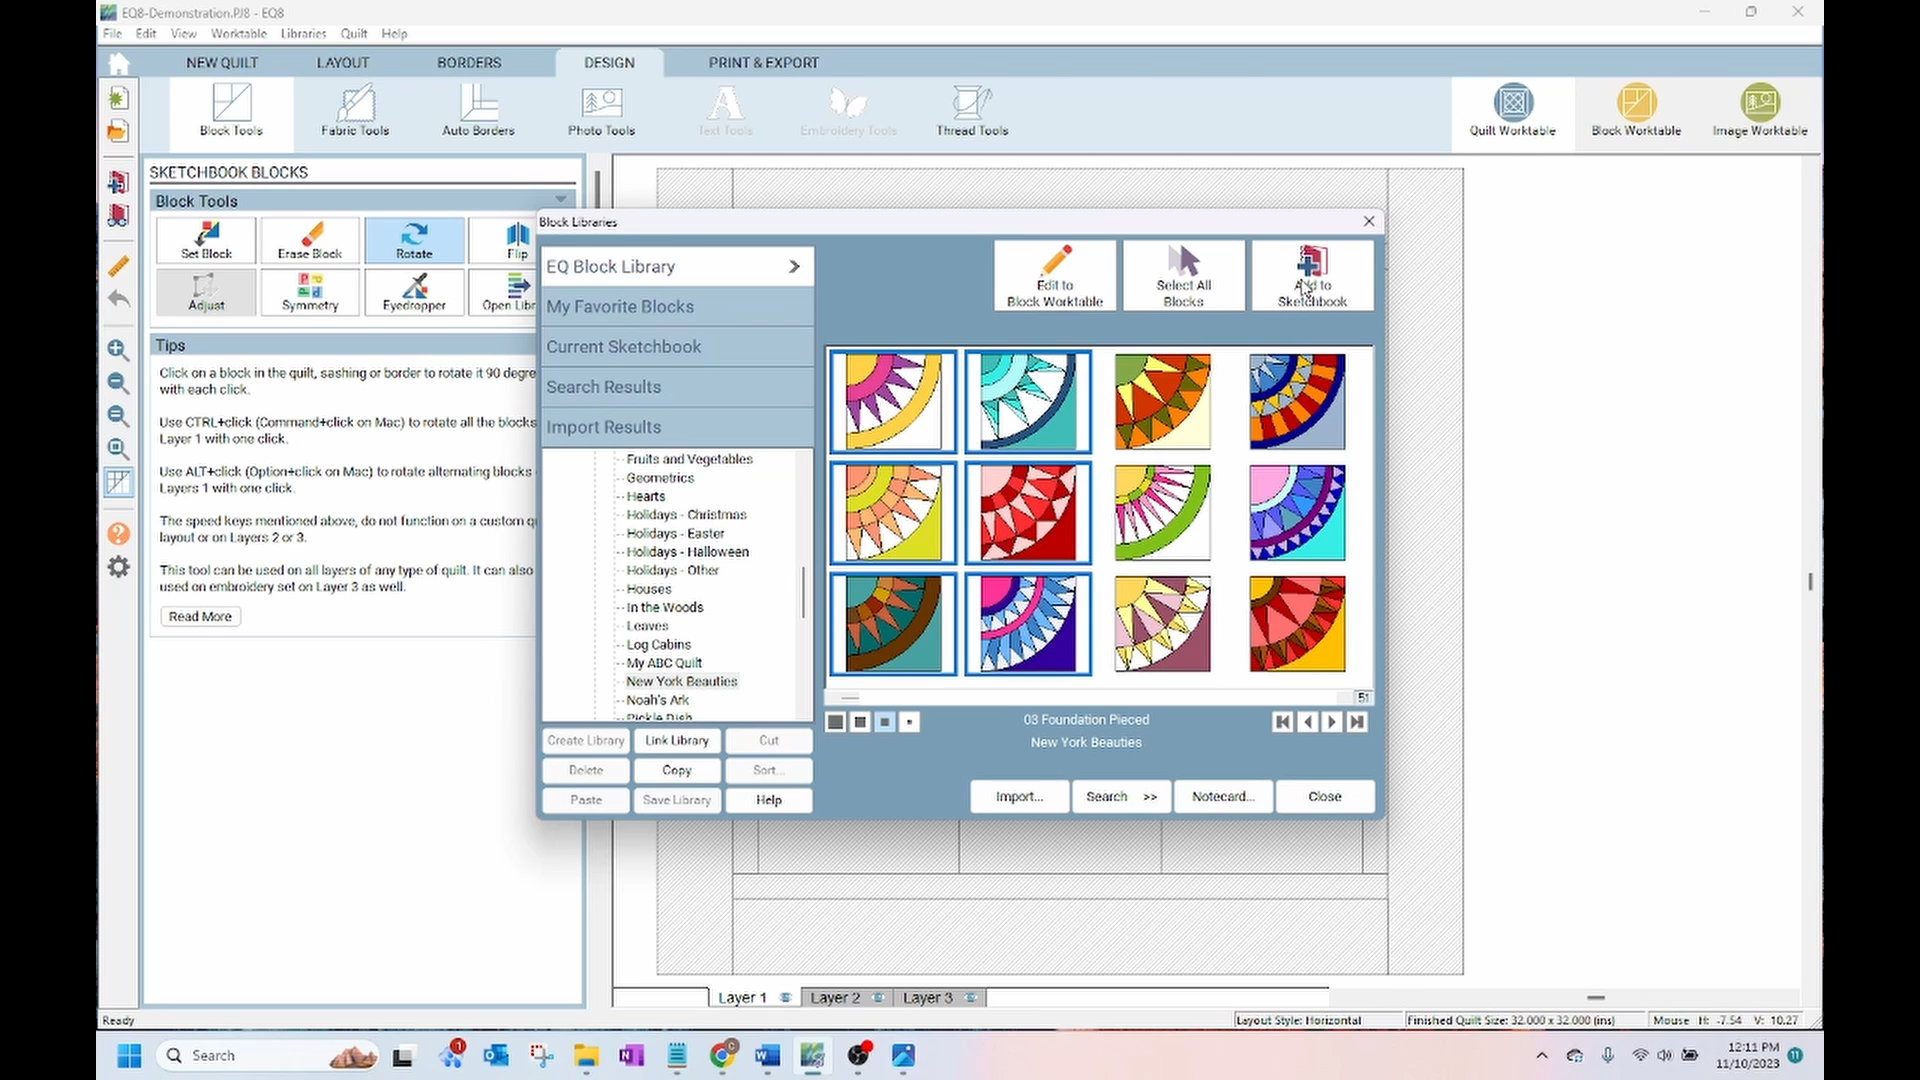 EQ8-Demonstration.PJ8 - EQ8
File Edit View Worktable Libraries Quilt Help
NEW QUILT LAYOUT BORDERS DESIGN PRINT & EXPORT
Block Tools Fabric Tools Auto Borders Photo Tools Text Tools Embroidery Tools Thread Tools Quilt Worktable Block Worktable Image Worktable
SKETCHBOOK BLOCKS
Block Tools
Set Block Erase Block Rotate Flip
Adjust Symmetry Eyedropper Open Libr
Tips
Click on a block in the quilt, sashing or border to rotate it 90 degre
with each click.
Use CTRL+click (Command+click on Mac) to rotate all the blocks
Layer 1 with one click.
Use ALT+click (Option+click on Mac) to rotate alternating blocks
Layers 1 with one click.
The speed keys mentioned above, do not function on a custom q
layout or on Layers 2 or 3.
This tool can be used on all layers of any type of quilt. It can also
used on embroidery set on Layer 3 as well.
Read More
Block Libraries
EQ Block Library
My Favorite Blocks
Current Sketchbook
Search Results
Import Results
Fruits and Vegetables
Geometrics
Hearts
Holidays - Christmas
Holidays - Easter
Holidays - Halloween
Holidays - Other
Houses
In the Woods
Leaves
Log Cabins
My ABC Quilt
New York Beauties
Noah's Ark
Pickle Dish
Create Library Link Library Cut
Delete Copy Sort...
Paste Save Library Help
Edit to
Block Worktable
Select All
Blocks
Add to
Sketchbook
51
03 Foundation Pieced
New York Beauties
Import... Search >> Notecard... Close
Layer 1 Layer 2 Layer 3
Ready
Layout Style: Horizontal Finished Quilt Size: 32.000 x 32.000 (ins) Mouse H: -7.54 V: 10.27
Search
1
12:11 PM
11/10/2023
11